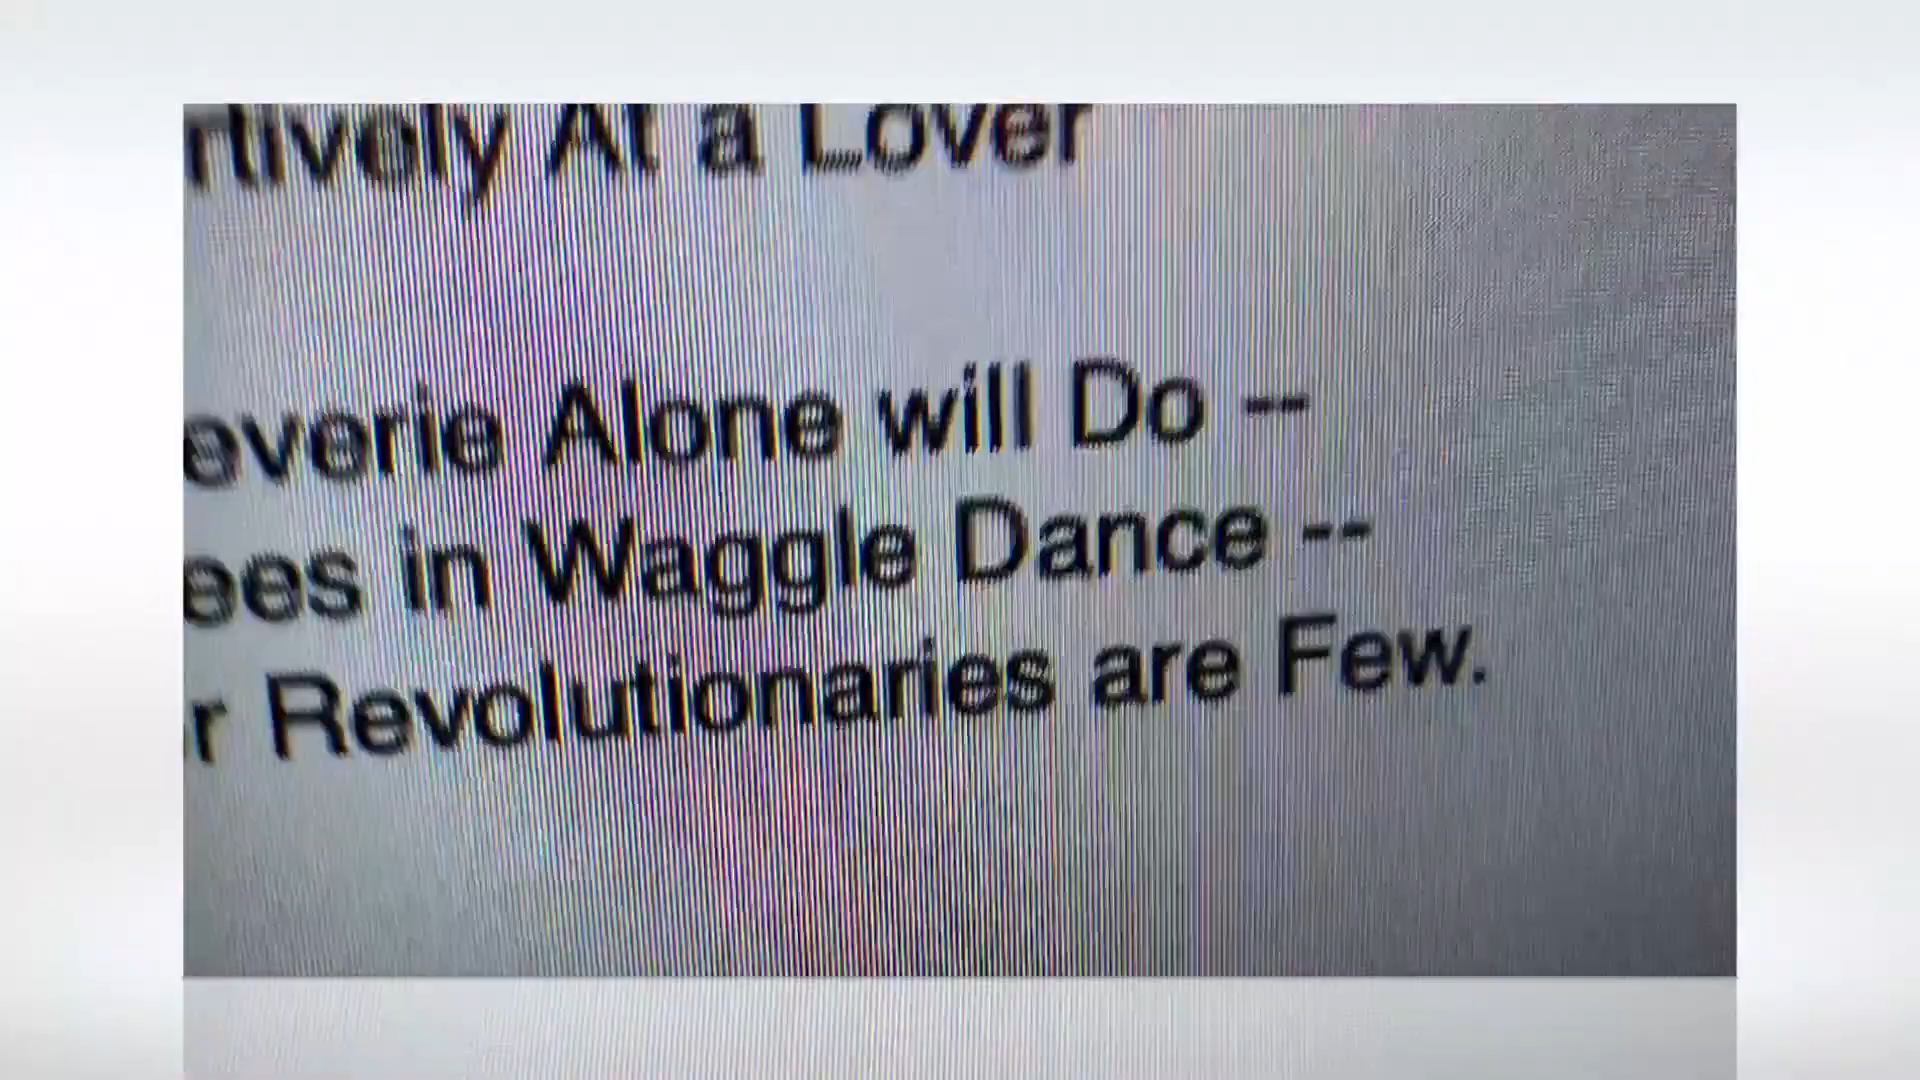 rtively At a Lover
everie Alone will Do --
ees in Waggle Dance --
r Revolutionaries are Few.